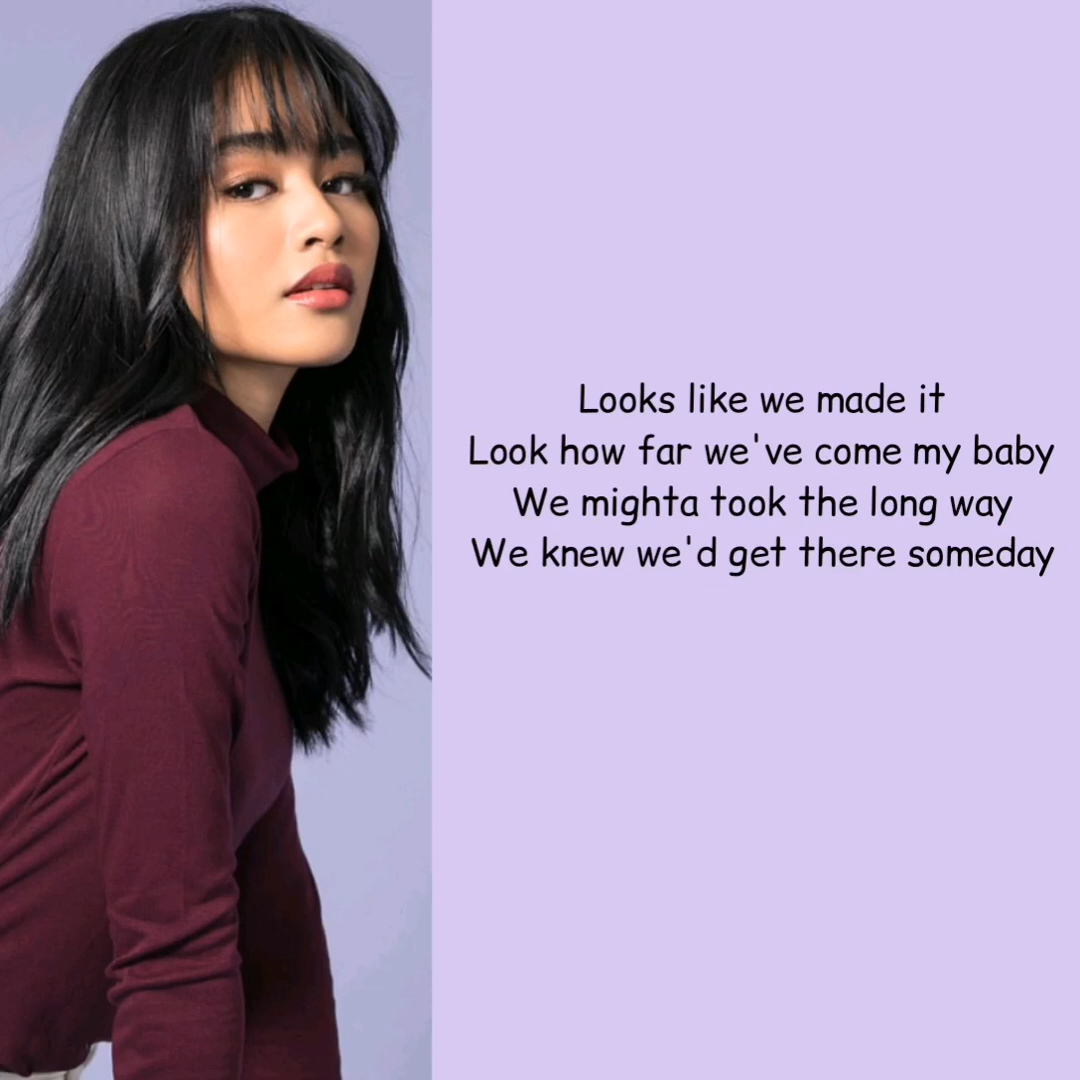 Looks like we made it
Look how far we've come my baby
We mighta took the long way
We knew we'd get there someday